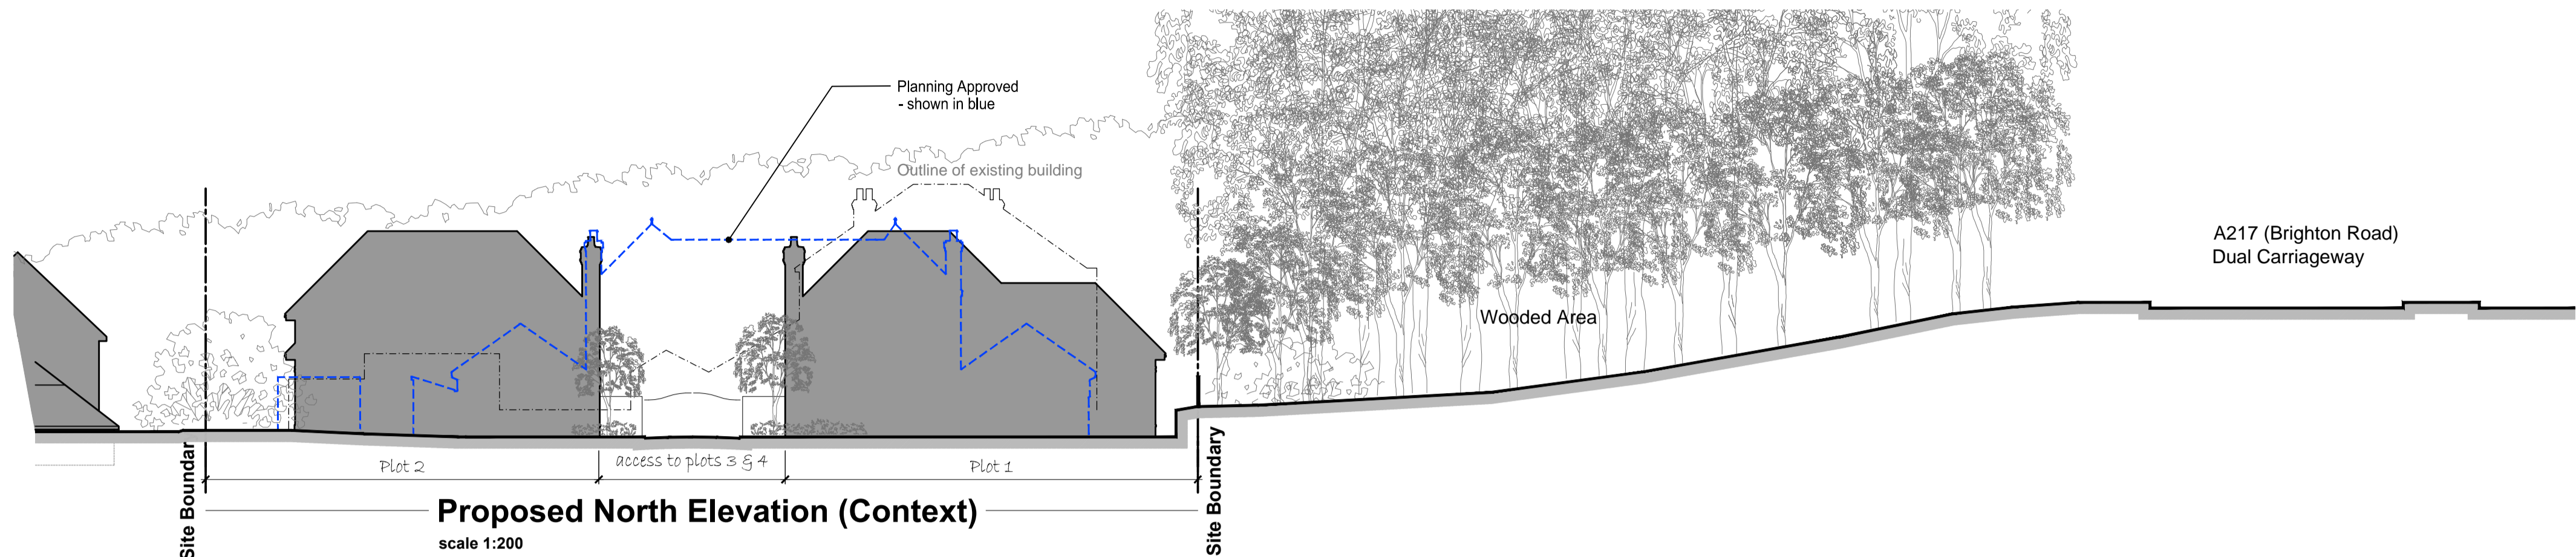 Planning Approved
- shown in blue
Outline of existing building
A217 (Brighton Road)
Dual Carriageway
Wooded Area
Plot 2
access to plots 3 & 4
Plot 1
Site Boundar
Site Boundary
Proposed North Elevation (Context)
scale 1:200